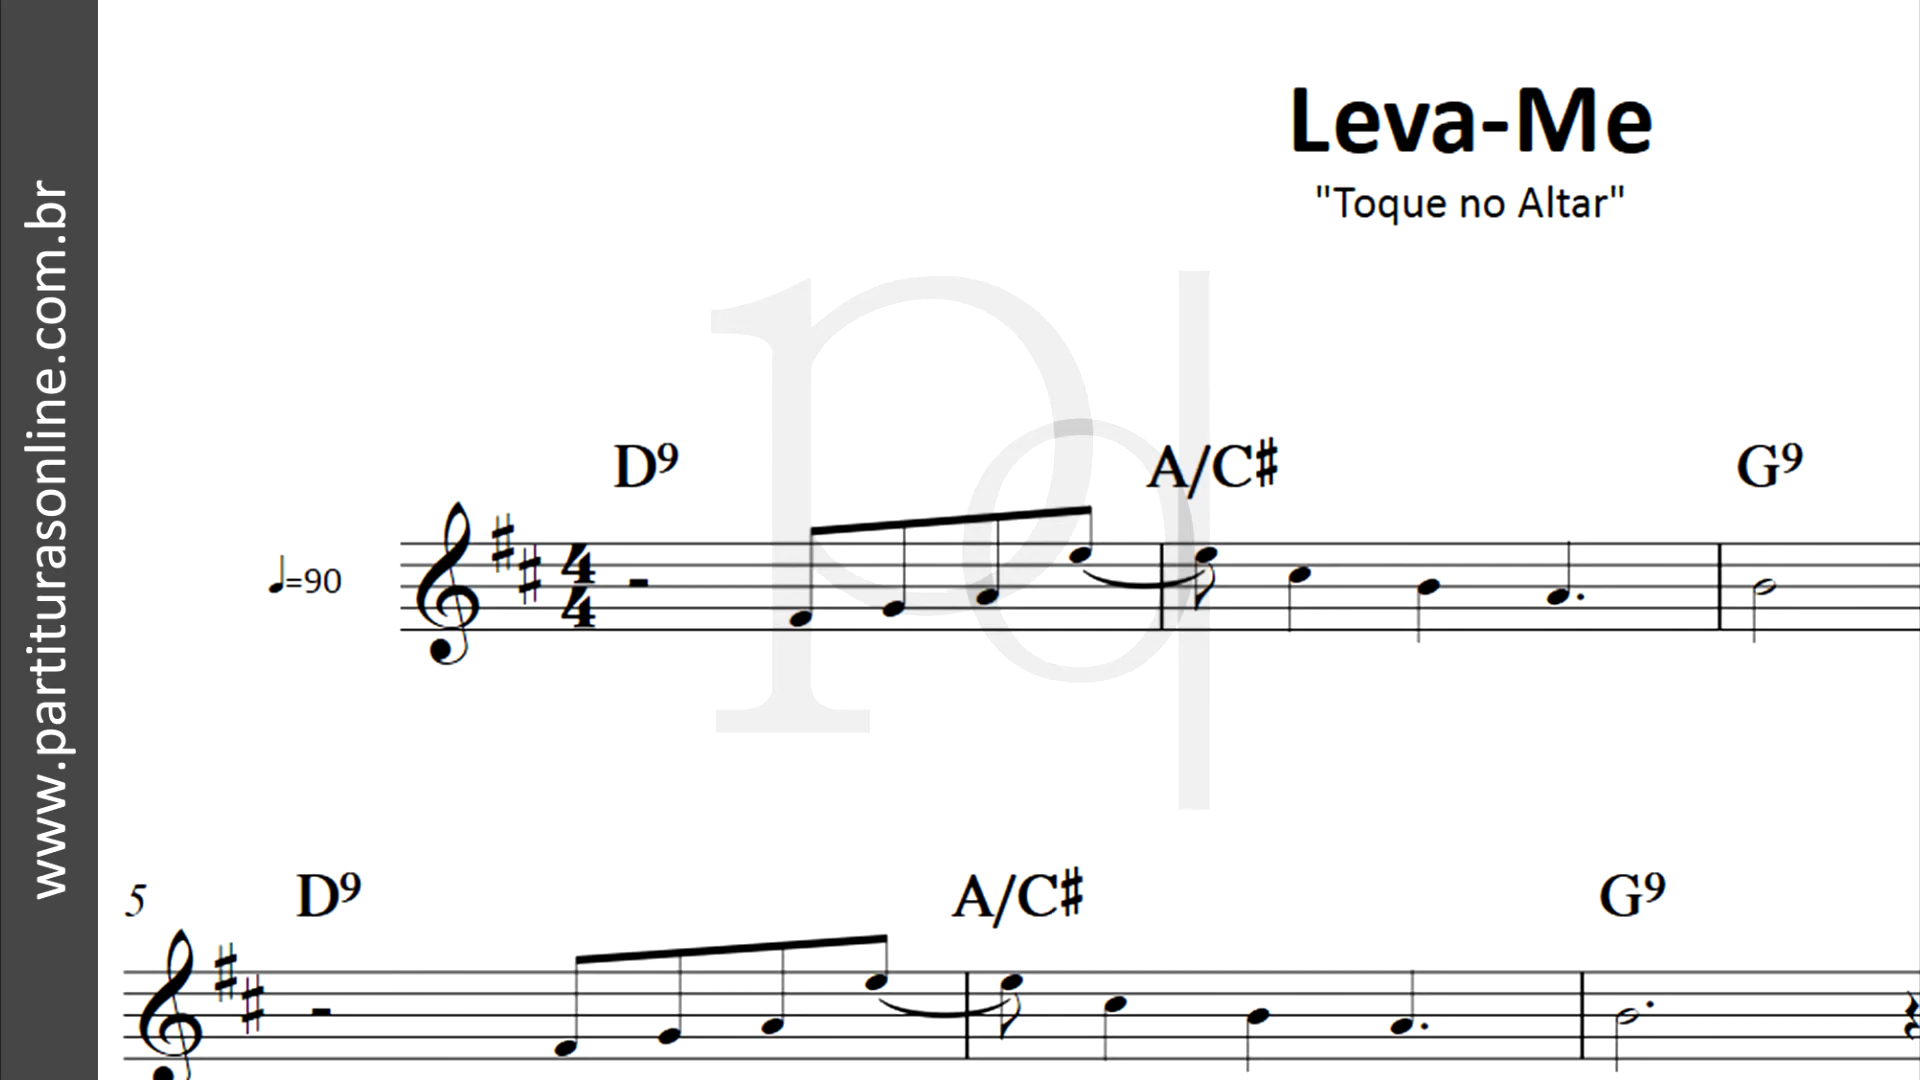 www.partiturasonline.com.br
Leva-Me
"Toque no Altar"
D9 A/C♯ G9
♩=90
4/4
5 D9 A/C♯ G9